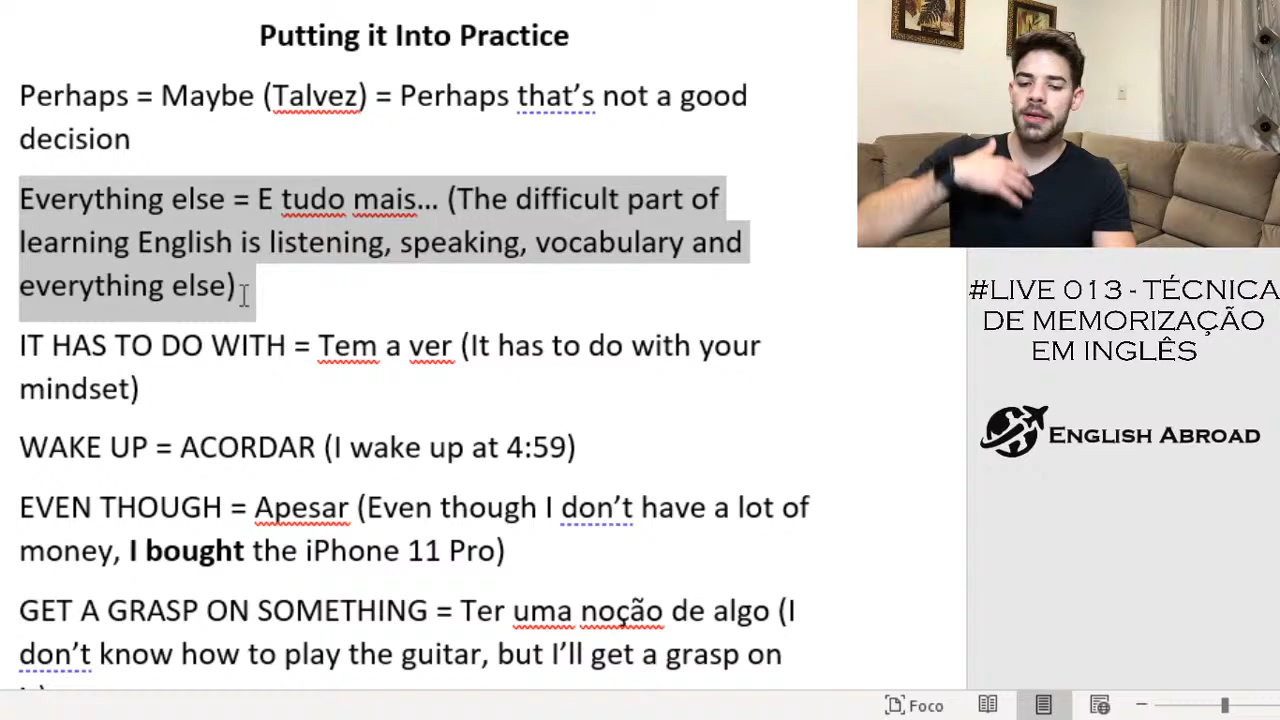 Putting it Into Practice
Perhaps = Maybe (Talvez) = Perhaps that's not a good
decision
Everything else = E tudo mais... (The difficult part of
learning English is listening, speaking, vocabulary and
everything else)
IT HAS TO DO WITH = Tem a ver (It has to do with your
mindset)
WAKE UP = ACORDAR (I wake up at 4:59)
EVEN THOUGH = Apesar (Even though I don't have a lot of
money, I bought the iPhone 11 Pro)
GET A GRASP ON SOMETHING = Ter uma noção de algo (I
don't know how to play the guitar, but I'll get a grasp on
#LIVE 013 - TÉCNICA
DE MEMORIZAÇÃO
EM INGLÊS
ENGLISH ABROAD
Foco